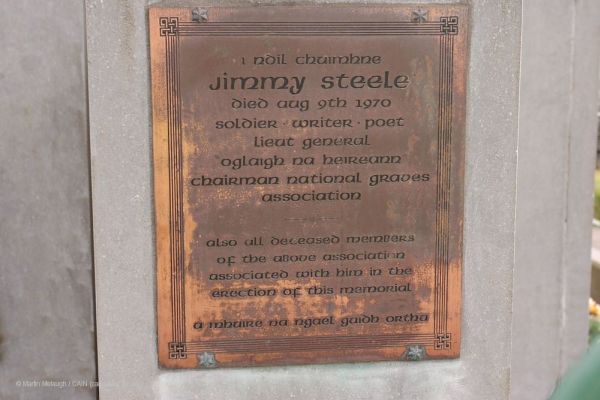 i ndil chuimhne
Jimmy Steele
died aug 9th 1970
soldier · writer · poet
lieut general
oglaigh na heireann
chairman national graves
association
also all deceased members
of the above association
associated with him in the
erection of this memorial
a mhuire na ngael guidh ortha
© Martin Melaugh / CAIN